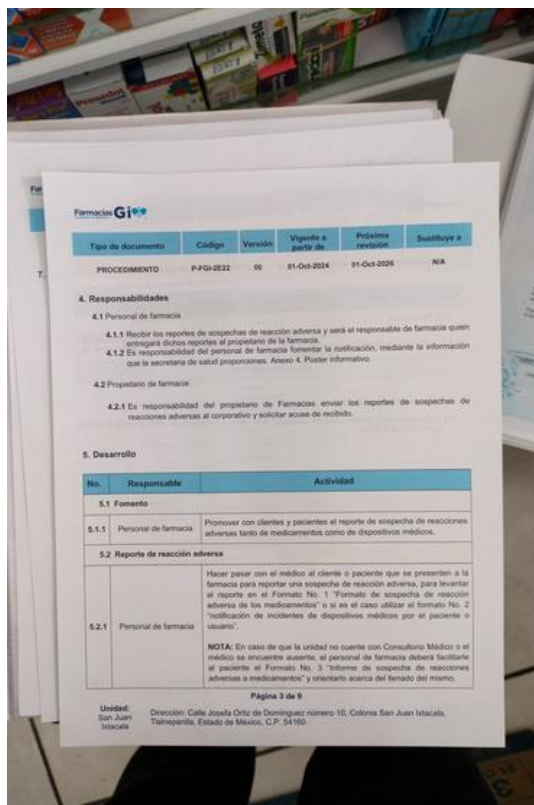 Farmacias Gi
Tipo de documento Código Versión Vigente a partir de Próxima revisión Sustituye a
PROCEDIMIENTO P-FGI-2E22 00 01-Oct-2024 01-Oct-2026 N/A
4. Responsabilidades
4.1 Personal de farmacia
4.1.1 Recibir los reportes de sospechas de reacción adversa y será el responsable de farmacia quien
entregará dichos reportes al propietario de la farmacia.
4.1.2 Es responsabilidad del personal de farmacia fomentar la notificación, mediante la información
que la secretaria de salud proporciones. Anexo 4. Poster informativo.
4.2 Propietario de farmacia
4.2.1 Es responsabilidad del propietario de Farmacias enviar los reportes de sospechas de
reacciones adversas al corporativo y solicitar acuse de recibido.
5. Desarrollo
No. Responsable Actividad
5.1 Fomento
5.1.1 Personal de farmacia
Promover con clientes y pacientes el reporte de sospecha de reacciones
adversas tanto de medicamentos como de dispositivos médicos.
5.2 Reporte de reacción adversa
5.2.1 Personal de farmacia
Hacer pasar con el médico al cliente o paciente que se presenten a la
farmacia para reportar una sospecha de reacción adversa, para levantar
el reporte en el Formato No. 1 "Formato de sospecha de reacción
adversa de los medicamentos" o si es el caso utilizar el formato No. 2
"notificación de incidentes de dispositivos médicos por el paciente o
usuario".
NOTA: En caso de que la unidad no cuente con Consultorio Médico o el
médico se encuentre ausente, el personal de farmacia deberá facilitarle
al paciente el Formato No. 3 "Informe de sospecha de reacciones
adversas a medicamentos" y orientarlo acerca del llenado del mismo.
Página 3 de 9
Unidad:
San Juan
Ixtacala
Dirección: Calle Josefa Ortiz de Domínguez número 10, Colonia San Juan Ixtacala,
Tlalnepantla, Estado de México, C.P. 54160.